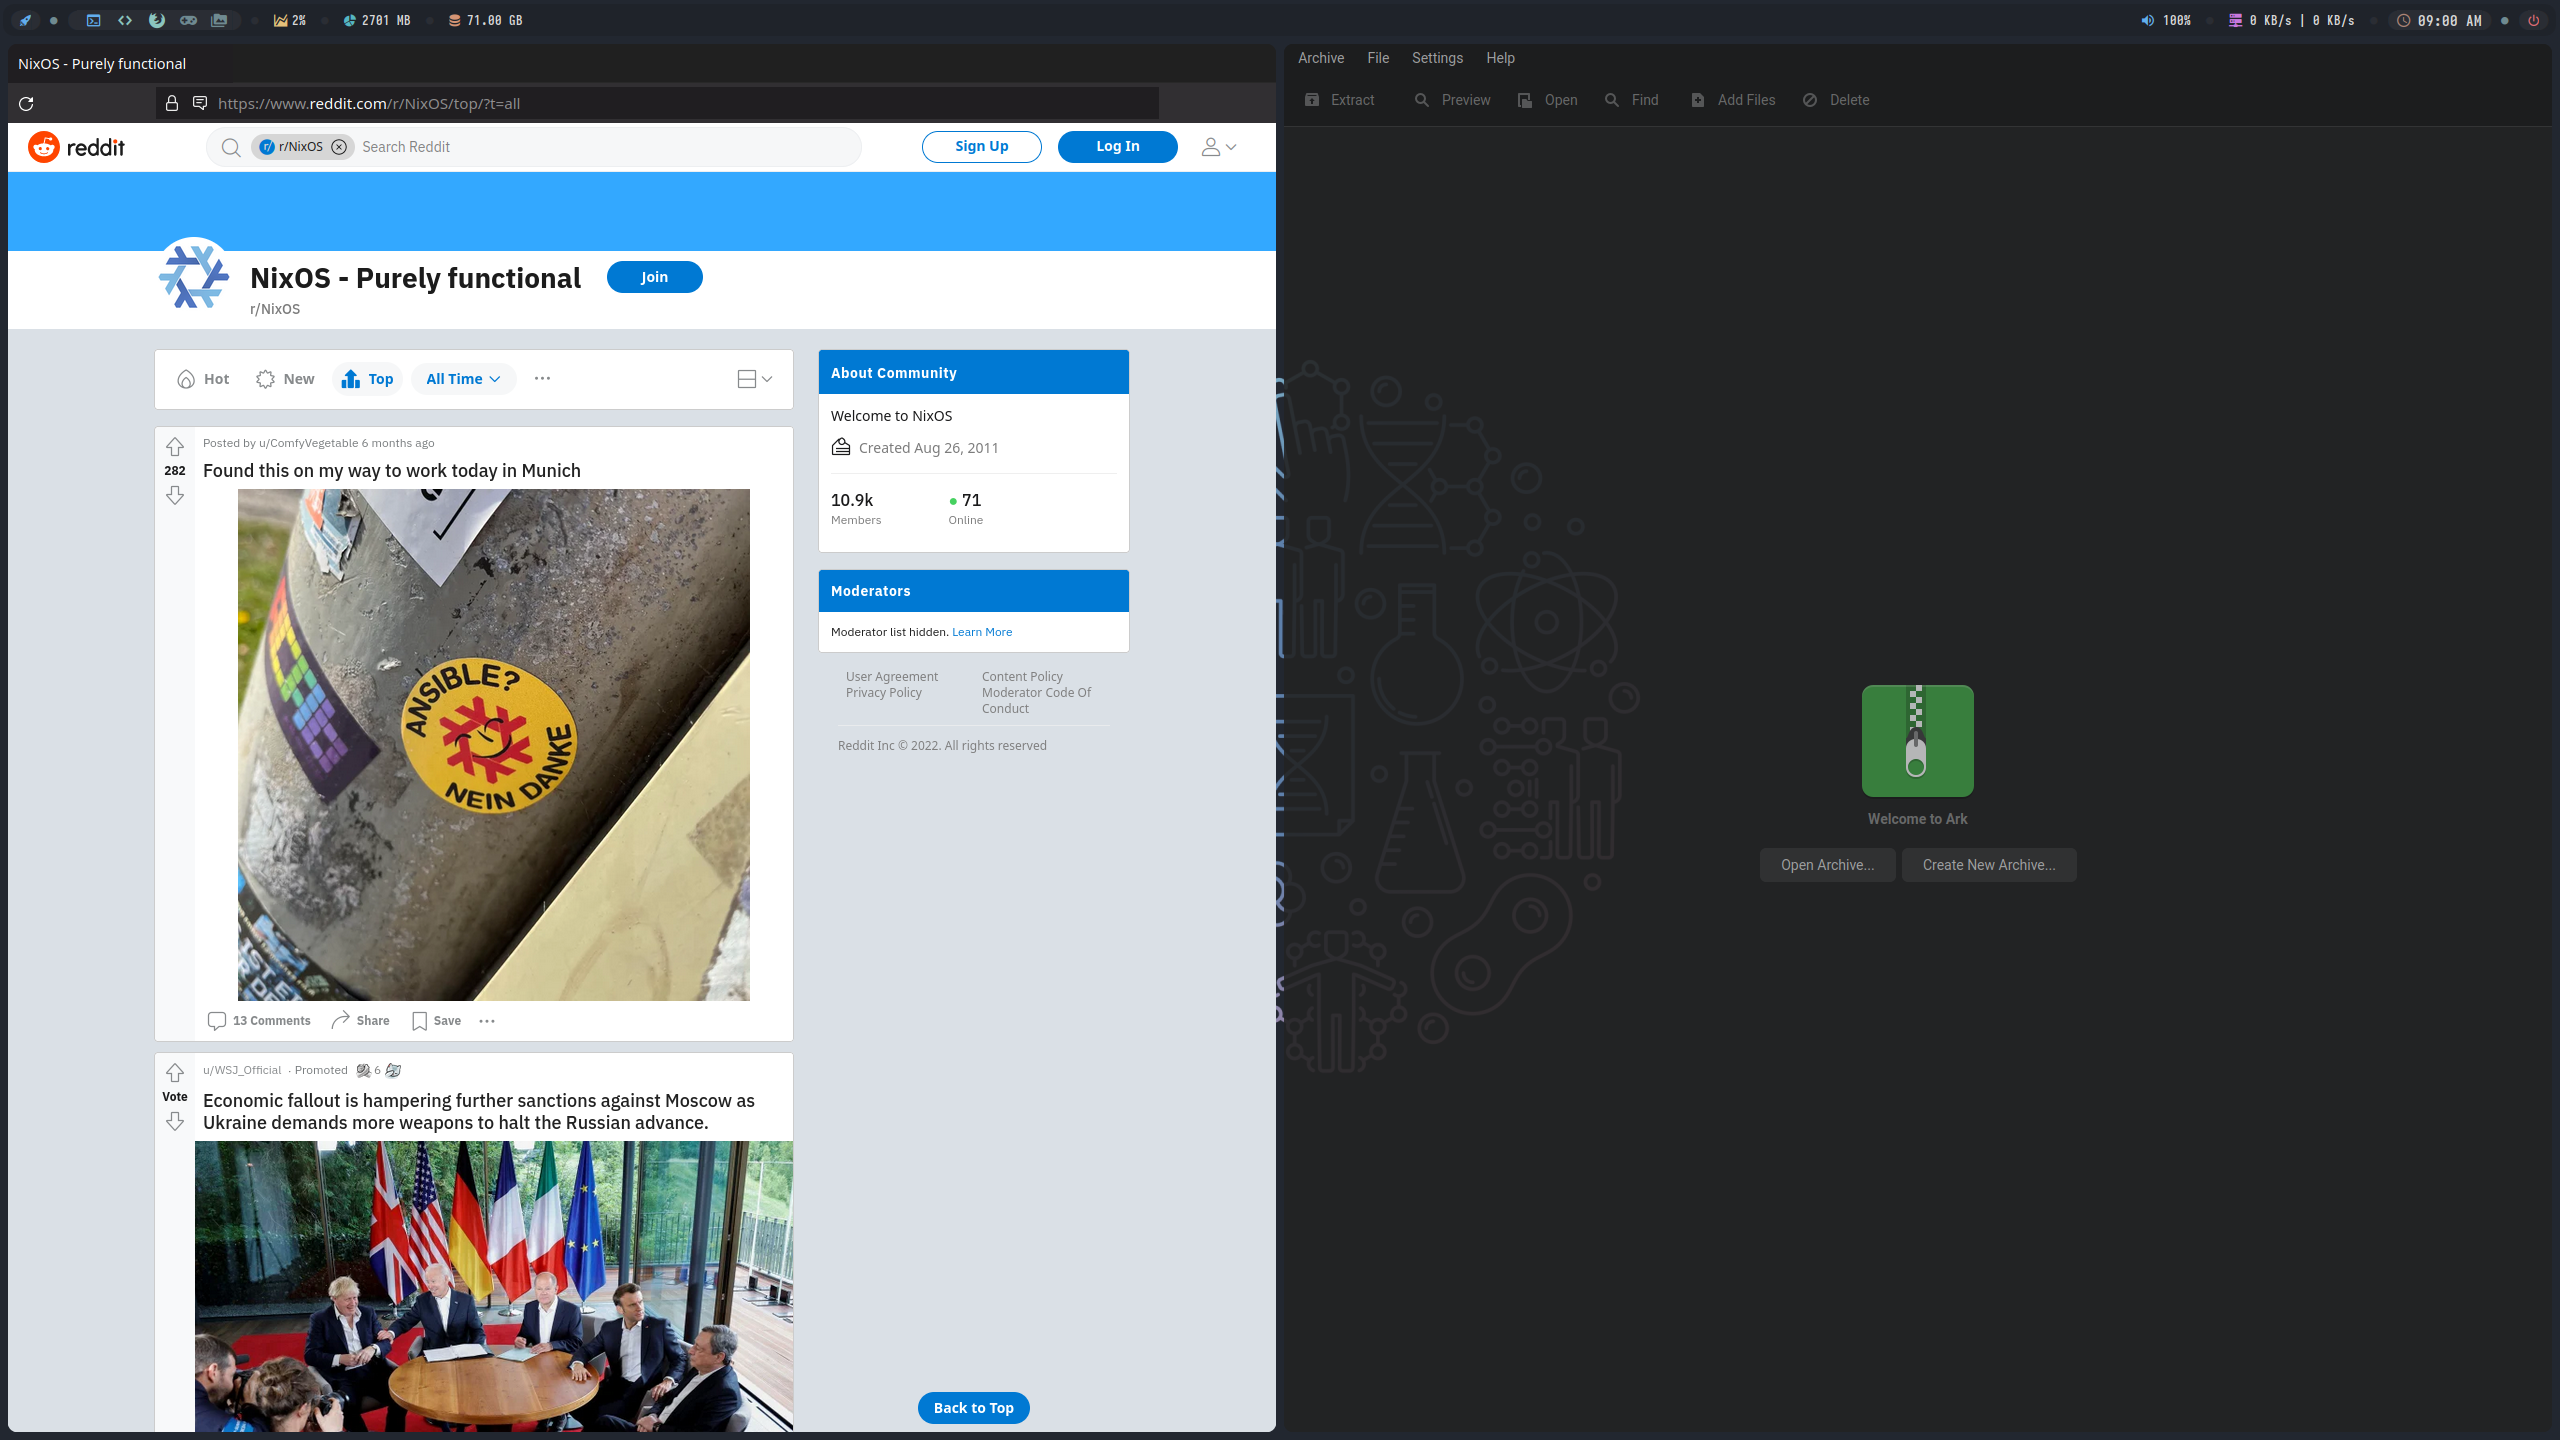 2%
2701 MB
71.00 GB
100%
0 KB/s | 0 KB/s
09:00 AM
NixOS - Purely functional
https://www.reddit.com/r/NixOS/top/?t=all
reddit
r/
r/NixOS
Search Reddit
Sign Up
Log In
NixOS - Purely functional
Join
r/NixOS
Hot
New
Top
All Time
Posted by u/ComfyVegetable 6 months ago
282
Found this on my way to work today in Munich
ANSIBLE?
NEIN DANKE
13 Comments
Share
Save
u/WSJ_Official · Promoted
6
Vote
Economic fallout is hampering further sanctions against Moscow as
Ukraine demands more weapons to halt the Russian advance.
About Community
Welcome to NixOS
Created Aug 26, 2011
10.9k
71
Members
Online
Moderators
Moderator list hidden. Learn More
User Agreement
Privacy Policy
Content Policy
Moderator Code Of
Conduct
Reddit Inc © 2022. All rights reserved
Back to Top
Archive
File
Settings
Help
Extract
Preview
Open
Find
Add Files
Delete
Welcome to Ark
Open Archive...
Create New Archive...